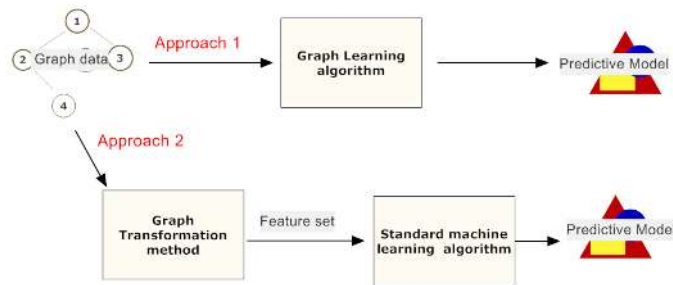 1
Approach 1
2
Graph data
3
Graph Learning
algorithm
Predictive Model
4
Approach 2
Graph
Transformation
method
Feature set
Standard machine
learning algorithm
Predictive Model